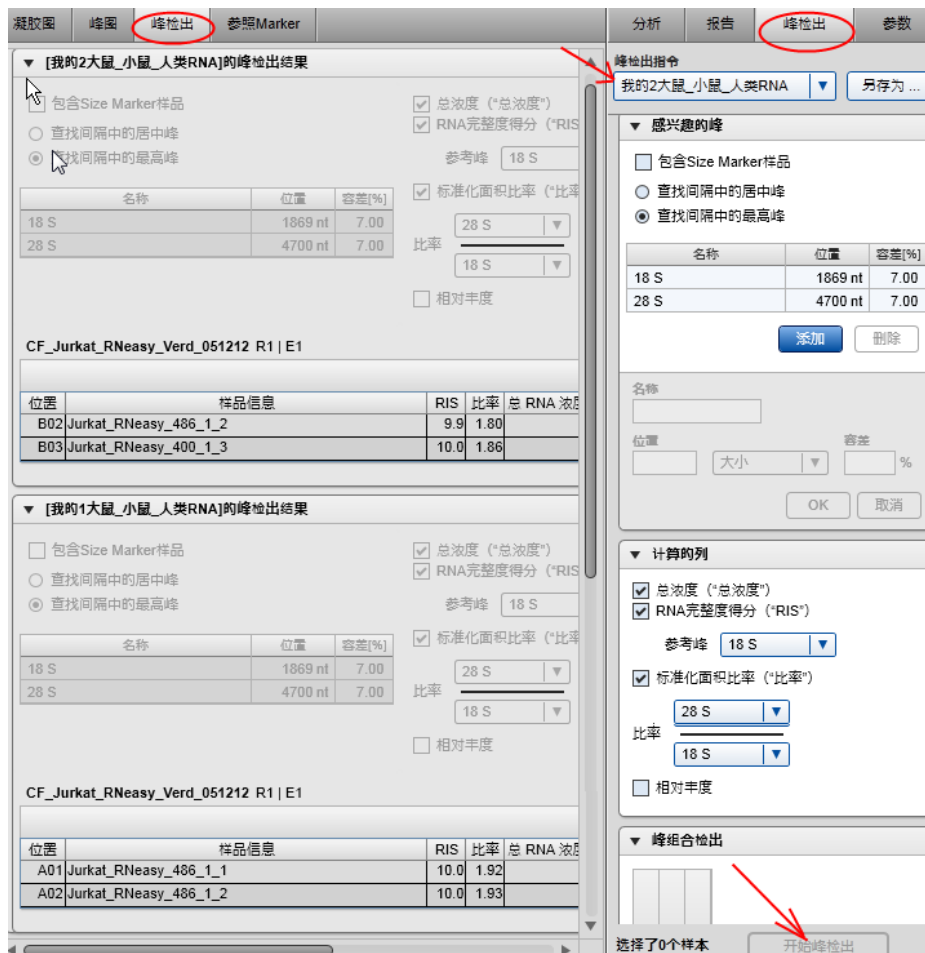 凝胶图 峰图 峰检出 参照Marker
[我的2大鼠_小鼠_人类RNA]的峰检出结果
包含Size Marker样品
查找间隔中的居中峰
查找间隔中的最高峰
名称 位置 容差[%]
18 S 1869 nt 7.00
28 S 4700 nt 7.00
总浓度（“总浓度”）
RNA完整度得分（“RIS
参考峰 18 S
标准化面积比率（“比率
28 S
比率
18 S
相对丰度
CF_Jurkat_RNeasy_Verd_051212 R1 | E1
位置 样品信息 RIS 比率 总 RNA 浓度
B02 Jurkat_RNeasy_486_1_2 9.9 1.80
B03 Jurkat_RNeasy_400_1_3 10.0 1.86
[我的1大鼠_小鼠_人类RNA]的峰检出结果
包含Size Marker样品
查找间隔中的居中峰
查找间隔中的最高峰
名称 位置 容差[%]
18 S 1869 nt 7.00
28 S 4700 nt 7.00
总浓度（“总浓度”）
RNA完整度得分（“RIS
参考峰 18 S
标准化面积比率（“比率
28 S
比率
18 S
相对丰度
CF_Jurkat_RNeasy_Verd_051212 R1 | E1
位置 样品信息 RIS 比率 总 RNA 浓度
A01 Jurkat_RNeasy_486_1_1 10.0 1.92
A02 Jurkat_RNeasy_486_1_2 10.0 1.93
分析 报告 峰检出 参数
峰检出指令
我的2大鼠_小鼠_人类RNA 另存为 ...
感兴趣的峰
包含Size Marker样品
查找间隔中的居中峰
查找间隔中的最高峰
名称 位置 容差[%]
18 S 1869 nt 7.00
28 S 4700 nt 7.00
添加 删除
名称
位置 容差
大小 %
OK 取消
计算的列
总浓度（“总浓度”）
RNA完整度得分（“RIS”）
参考峰 18 S
标准化面积比率（“比率”）
28 S
比率
18 S
相对丰度
峰组合检出
选择了0个样本 开始峰检出